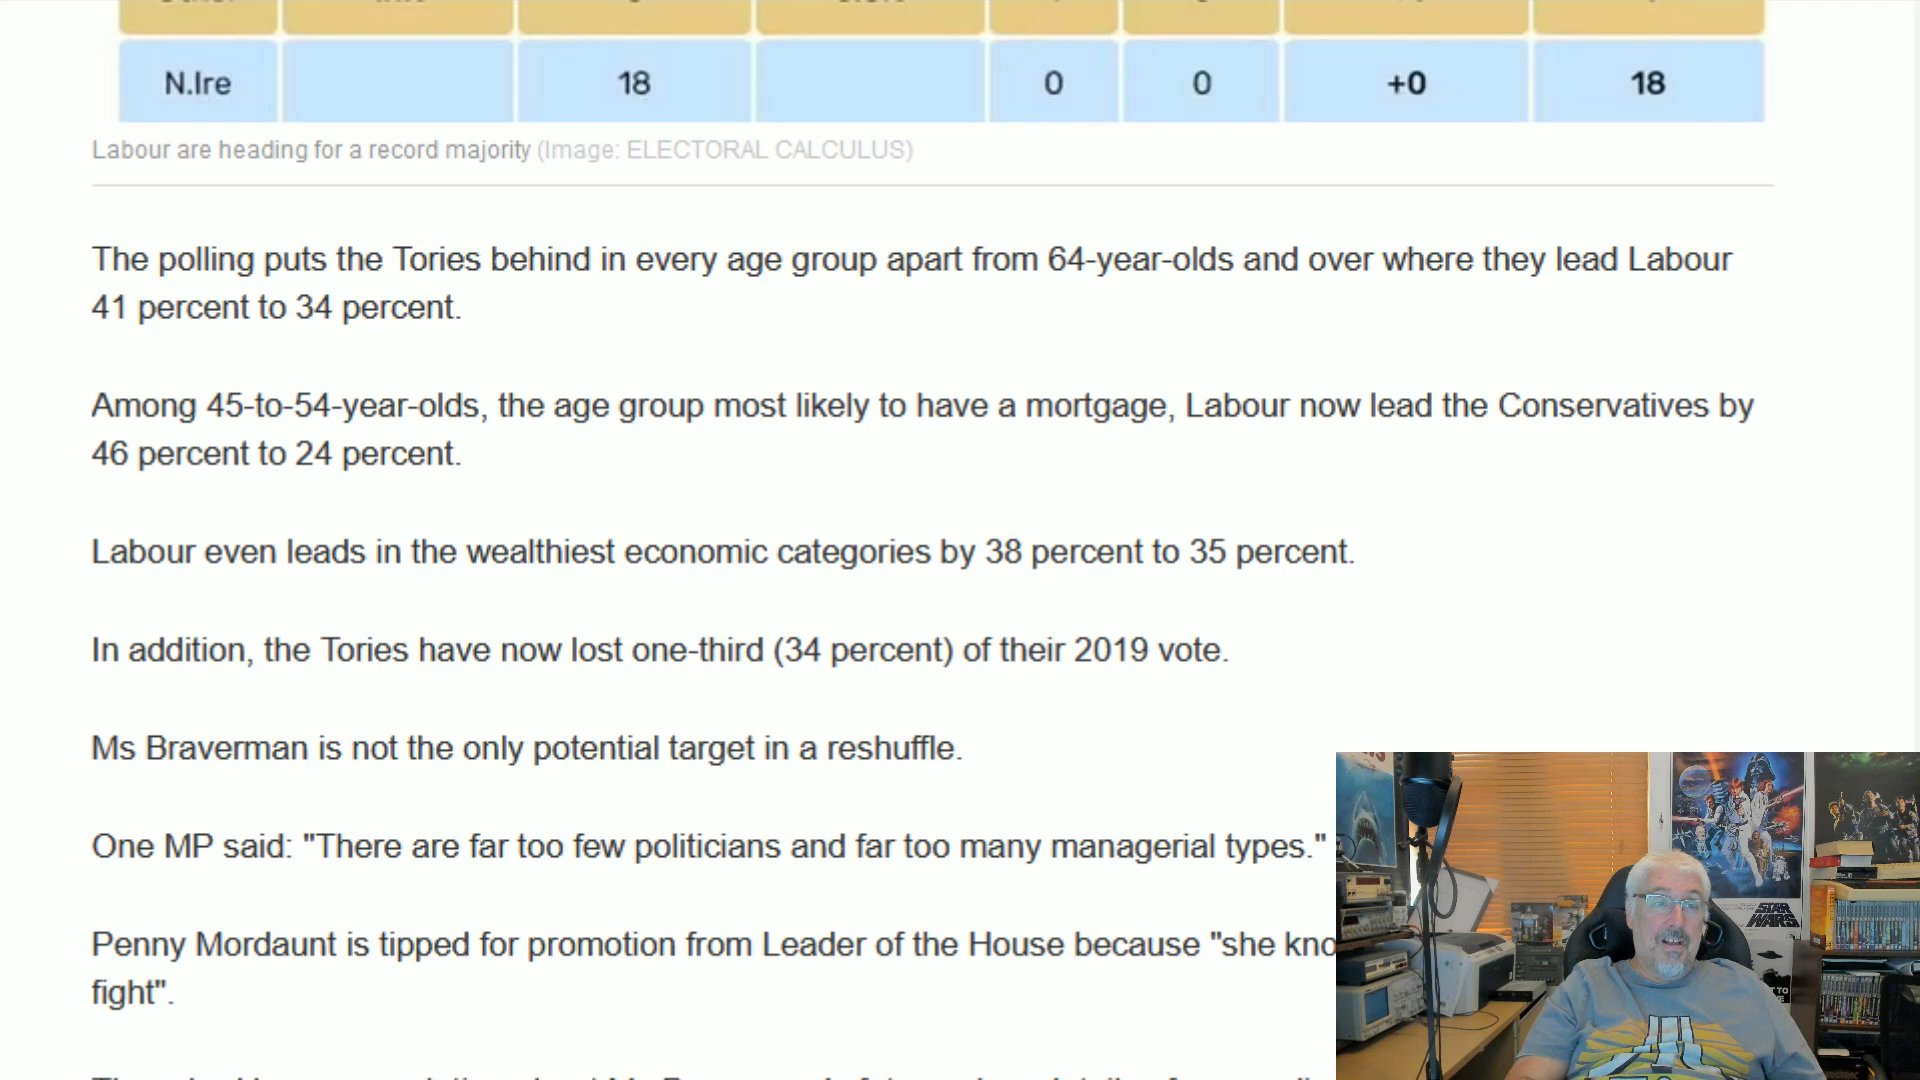 N.Ire 18 0 0 +0 18
Labour are heading for a record majority (Image: ELECTORAL CALCULUS)
The polling puts the Tories behind in every age group apart from 64-year-olds and over where they lead Labour
41 percent to 34 percent.
Among 45-to-54-year-olds, the age group most likely to have a mortgage, Labour now lead the Conservatives by
46 percent to 24 percent.
Labour even leads in the wealthiest economic categories by 38 percent to 35 percent.
In addition, the Tories have now lost one-third (34 percent) of their 2019 vote.
Ms Braverman is not the only potential target in a reshuffle.
One MP said: "There are far too few politicians and far too many managerial types."
Penny Mordaunt is tipped for promotion from Leader of the House because "she kno
fight".
STAR
WARS